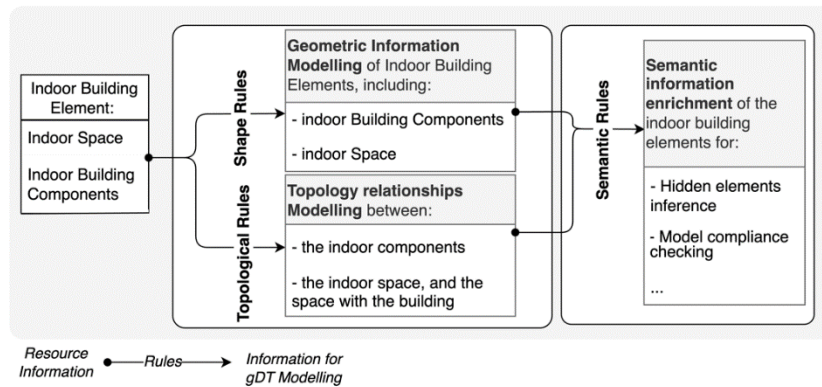 Indoor Building
Element:
Indoor Space
Indoor Building
Components
Shape Rules
Topological Rules
Geometric Information
Modelling of Indoor Building
Elements, including:
- indoor Building Components
- indoor Space
Topology relationships
Modelling between:
- the indoor components
- the indoor space, and the
space with the building
Semantic Rules
Semantic
information
enrichment of the
indoor building
elements for:
- Hidden elements
inference
- Model compliance
checking
...
Resource
Information
Rules
Information for
gDT Modelling